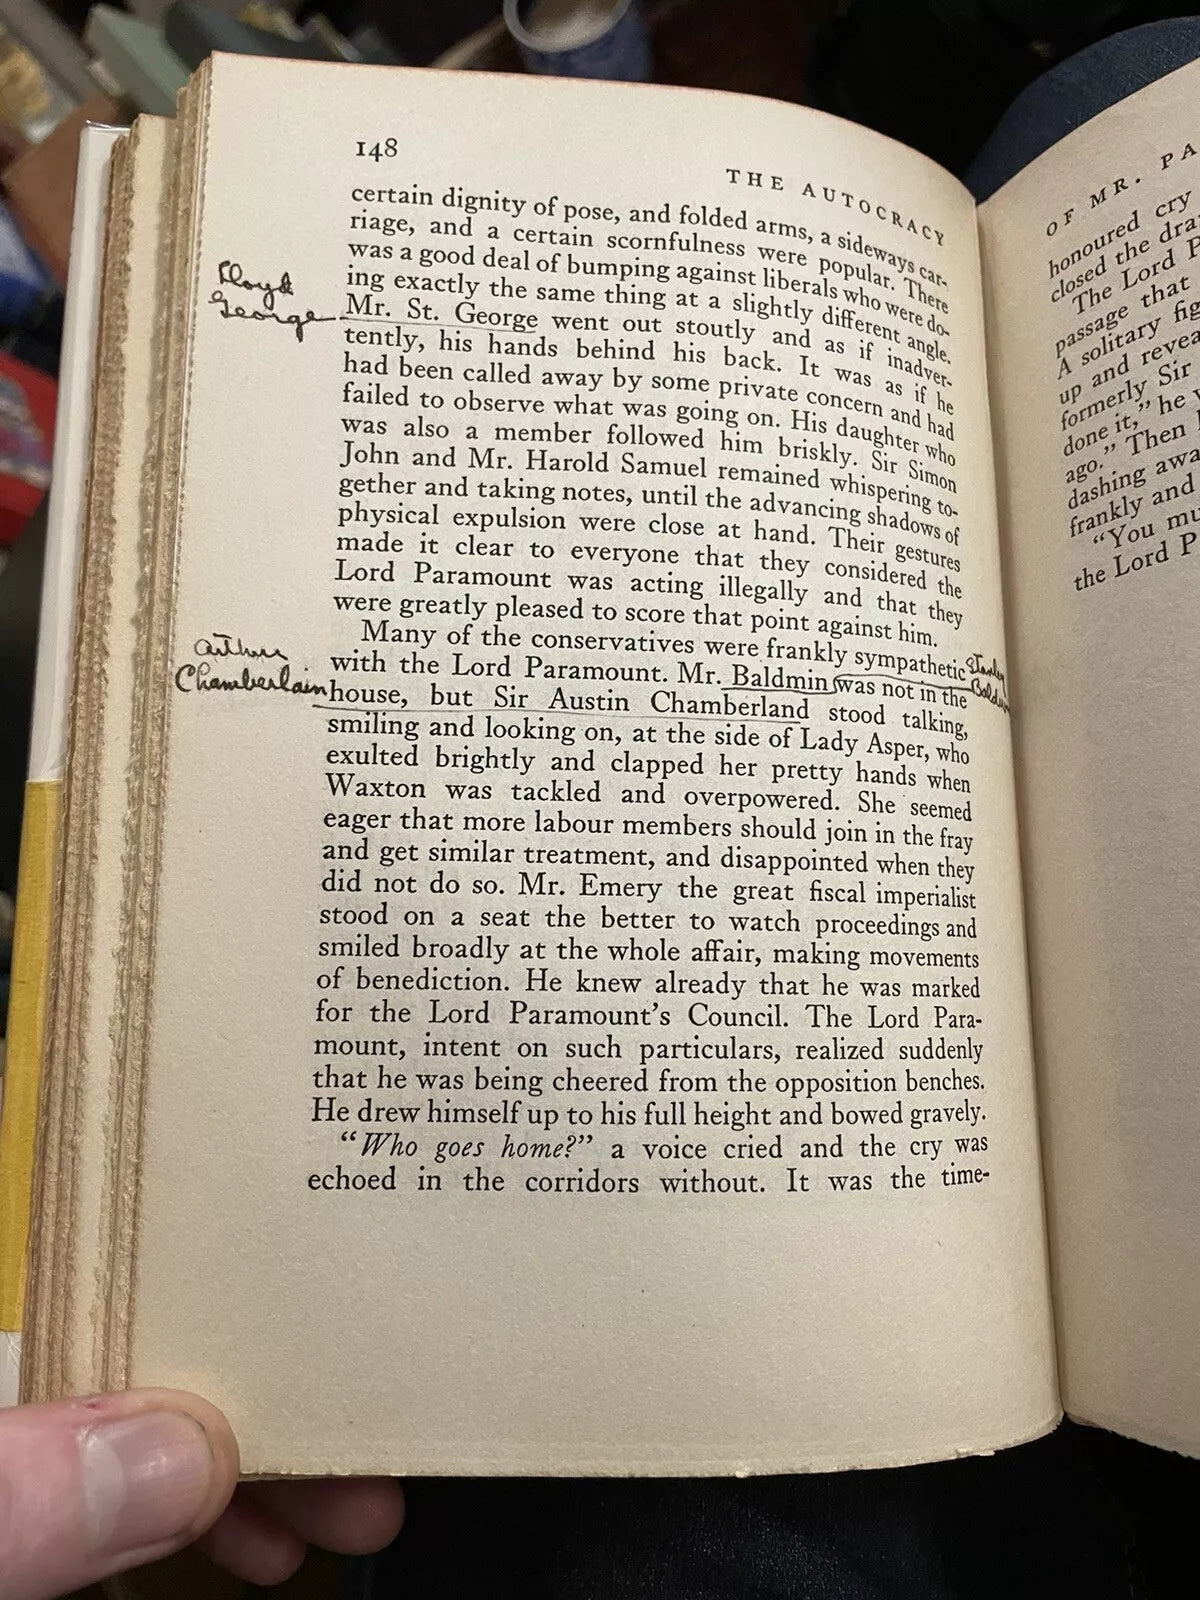 148
THE AUTOCRACY
certain dignity of pose, and folded arms, a sideways car-
riage, and a certain scornfulness were popular. There
was a good deal of bumping against liberals who were do-
ing exactly the same thing at a slightly different angle.
Lloyd
George
Mr. St. George went out stoutly and as if inadver-
tently, his hands behind his back. It was as if he
had been called away by some private concern and had
failed to observe what was going on. His daughter who
was also a member followed him briskly. Sir Simon
John and Mr. Harold Samuel remained whispering to-
gether and taking notes, until the advancing shadows of
physical expulsion were close at hand. Their gestures
made it clear to everyone that they considered the
Lord Paramount was acting illegally and that they
were greatly pleased to score that point against him.
Many of the conservatives were frankly sympathetic
with the Lord Paramount. Mr. Baldmin was not in the
Stanley
Baldwin
Arthur
Chamberlain
house, but Sir Austin Chamberland stood talking,
smiling and looking on, at the side of Lady Asper, who
exulted brightly and clapped her pretty hands when
Waxton was tackled and overpowered. She seemed
eager that more labour members should join in the fray
and get similar treatment, and disappointed when they
did not do so. Mr. Emery the great fiscal imperialist
stood on a seat the better to watch proceedings and
smiled broadly at the whole affair, making movements
of benediction. He knew already that he was marked
for the Lord Paramount's Council. The Lord Para-
mount, intent on such particulars, realized suddenly
that he was being cheered from the opposition benches.
He drew himself up to his full height and bowed gravely.
"Who goes home?" a voice cried and the cry was
echoed in the corridors without. It was the time-
OF MR. PA
honoured cry
closed the dra
The Lord P
passage that
A solitary fig
up and revea
formerly Sir
done it," he
ago." Then
dashing awa
frankly and
"You mu
the Lord P